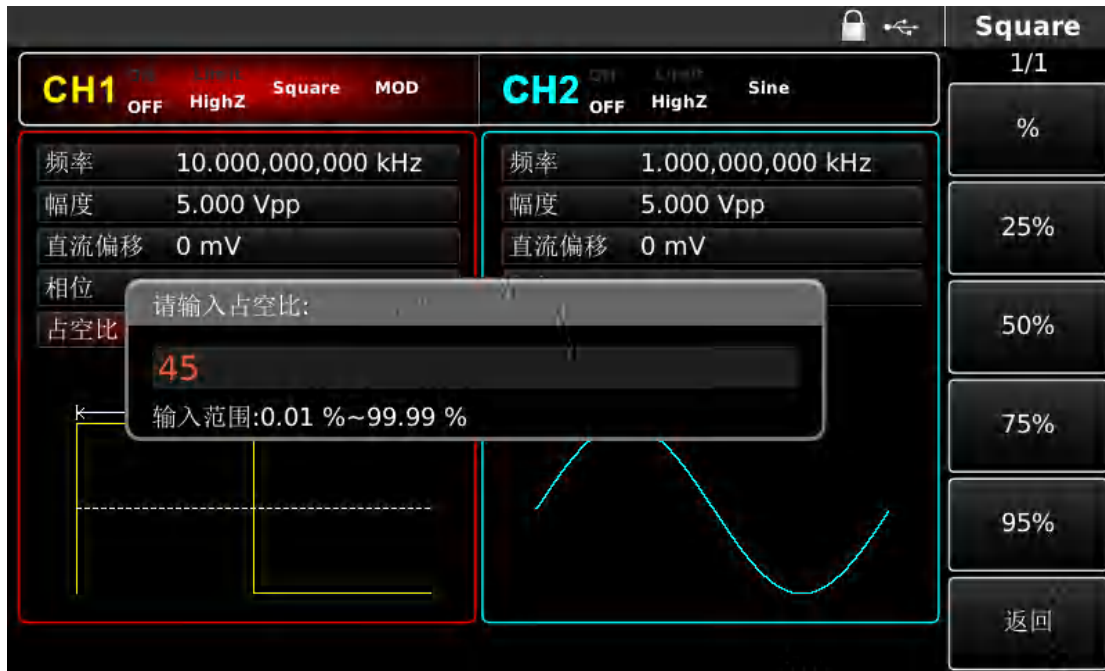 Square
1/1
CH1 OFF HighZ Square MOD
CH2 OFF HighZ Sine
频率 10.000,000,000 kHz
幅度 5.000 Vpp
直流偏移 0 mV
相位
占空比
频率 1.000,000,000 kHz
幅度 5.000 Vpp
直流偏移 0 mV
请输入占空比:
45
输入范围:0.01 %~99.99 %
%
25%
50%
75%
95%
返回